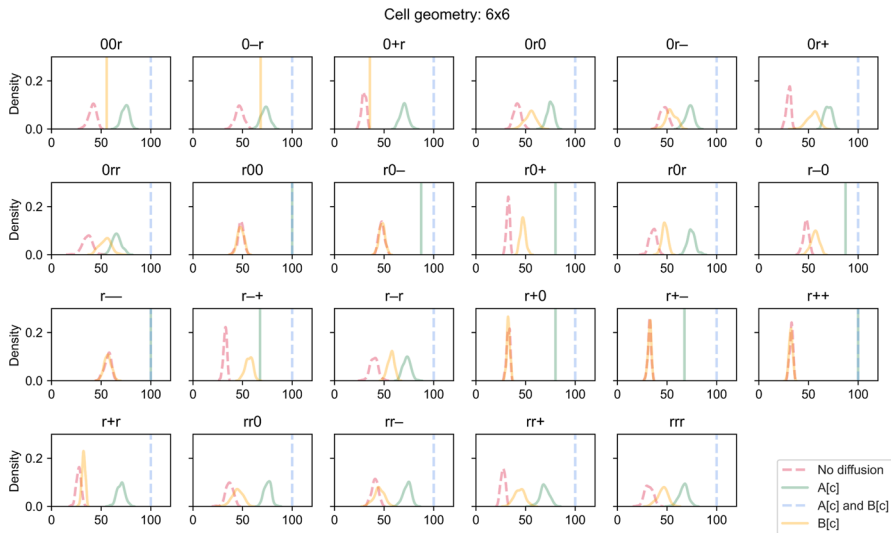 Cell geometry: 6x6
00r 0–r 0+r 0r0 0r– 0r+
Density
0.2
0.0
0 50 100 0 50 100 0 50 100 0 50 100 0 50 100 0 50 100
0rr r00 r0– r0+ r0r r–0
Density
0.2
0.0
0 50 100 0 50 100 0 50 100 0 50 100 0 50 100 0 50 100
r–– r–+ r–r r+0 r+– r++
Density
0.2
0.0
0 50 100 0 50 100 0 50 100 0 50 100 0 50 100 0 50 100
r+r rr0 rr– rr+ rrr
Density
0.2
0.0
0 50 100 0 50 100 0 50 100 0 50 100 0 50 100
No diffusion
A[c]
A[c] and B[c]
B[c]